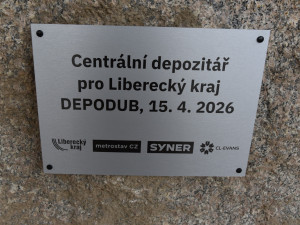 Centrální depozitář
pro Liberecký kraj
DEPODUB, 15. 4. 2026
Liberecký
kraj
metrostav CZ
SYNER
CL-EVANS